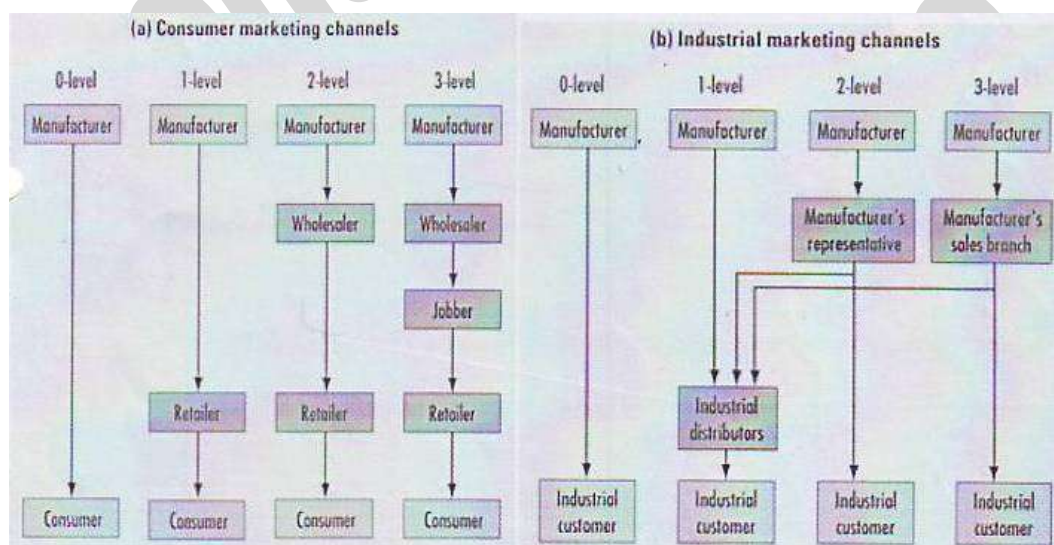 (a) Consumer marketing channels
0-level 1-level 2-level 3-level
Manufacturer Manufacturer Manufacturer Manufacturer
Wholesaler Wholesaler
Jobber
Retailer Retailer Retailer
Consumer Consumer Consumer Consumer
(b) Industrial marketing channels
0-level 1-level 2-level 3-level
Manufacturer Manufacturer Manufacturer Manufacturer
Manufacturer's
representative
Manufacturer's
sales branch
Industrial
distributors
Industrial
customer
Industrial
customer
Industrial
customer
Industrial
customer